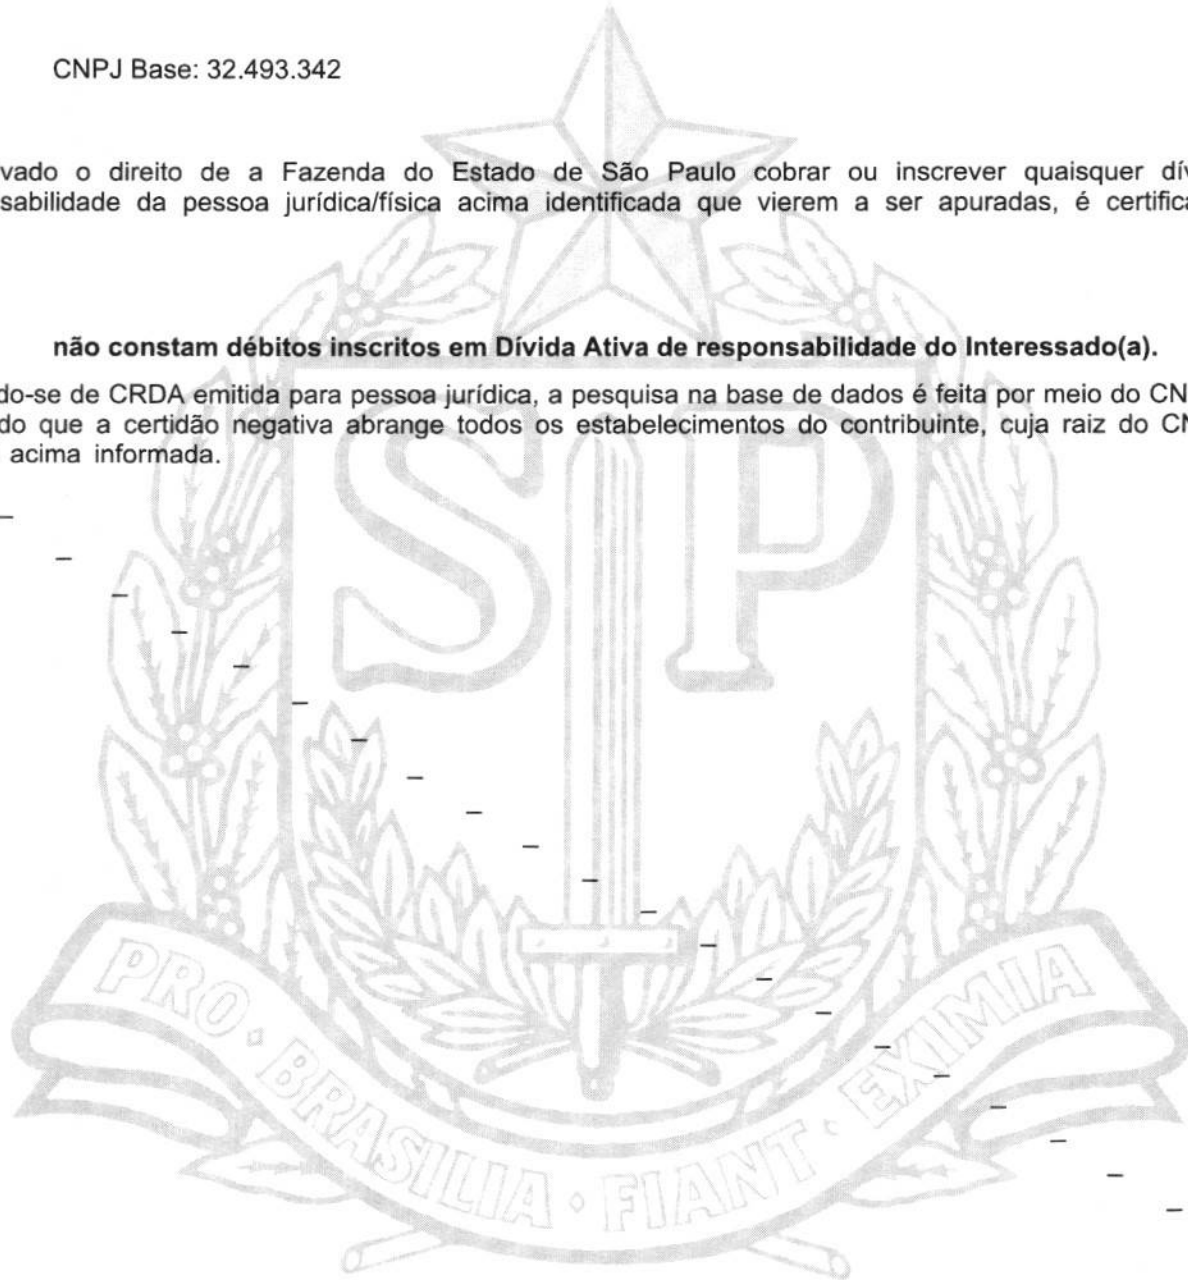 CNPJ Base: 32.493.342
vado o direito de a Fazenda do Estado de São Paulo cobrar ou inscrever quaisquer dív
sabilidade da pessoa jurídica/física acima identificada que vierem a ser apuradas, é certifica
não constam débitos inscritos em Dívida Ativa de responsabilidade do Interessado(a).
do-se de CRDA emitida para pessoa jurídica, a pesquisa na base de dados é feita por meio do CN
do que a certidão negativa abrange todos os estabelecimentos do contribuinte, cuja raiz do CN
acima informada.
SP
PRO • BRASILIA • FIANT • EXIMIA